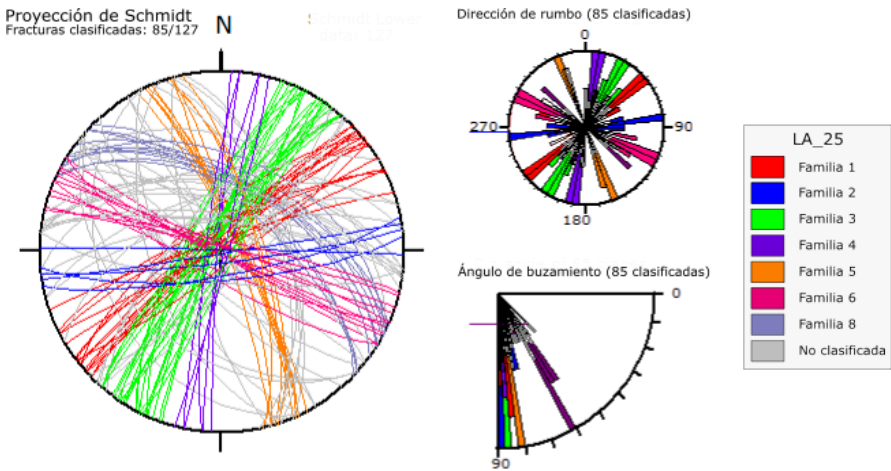 Proyección de Schmidt
Fracturas clasificadas: 85/127
N
Dirección de rumbo (85 clasificadas)
0
270
90
180
Ángulo de buzamiento (85 clasificadas)
0
90
LA_25
Familia 1
Familia 2
Familia 3
Familia 4
Familia 5
Familia 6
Familia 8
No clasificada